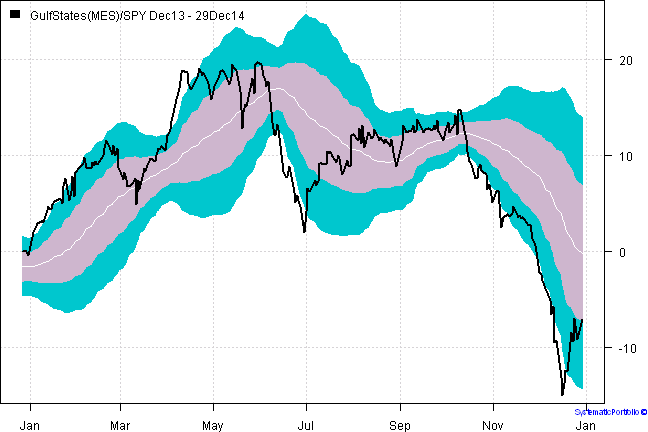 GulfStates(MES)/SPY Dec13 - 29Dec14
20
10
0
-10
Jan Mar May Jul Sep Nov Jan
SystematicPortfolio ©